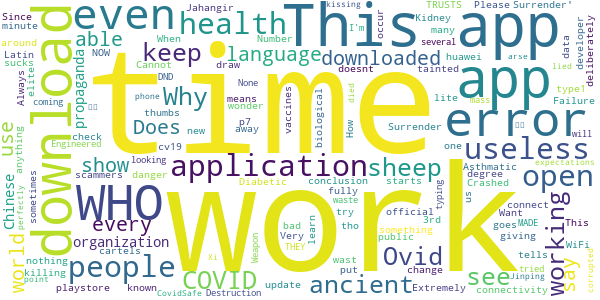 Jahangir
kissing
Since
minute
even
health
This app
TRUSTS
Please
Surrender'
Kidney
around
Latin
sucks
NOW
propaganda
able
When
Number
I'm
occur
developer
elite
language
keep
many
data
Cannot
DND
draw
downloaded
several
huawei
tainted
deliberately
lied
download
time
app
Always
coming
Why
None
doesnt
phone
thumbs
means
wonder
vaccines
biological
How
died
arse
lite
mass
type1
Failure
Does
new
p7
away
Surrender
error
will
use
anything
check
Engineered
cv19
looking
one
useless
expectations
Chinese
show
application
sheep
Asthmatic
degree
Crashed
perfectly
sometimes
scammers
danger
Diabetic
conclusion
starts
fully
waste
Extremely
typing
us
connect
Want
open
WHO
work
try
tho
official
3rd
MADE
This
world
every
bad
Very
learn
something
public
goes
giving
WiFi
working
organization
THEY
Ovid
tells
nothing
killing
point
people
cartels
Xi
Weapon
wast
put
change
see
tried
Jinping
say
corrupted
playstore
known
COVID
update
CovidSafe
Destruction
ancient
connectivity